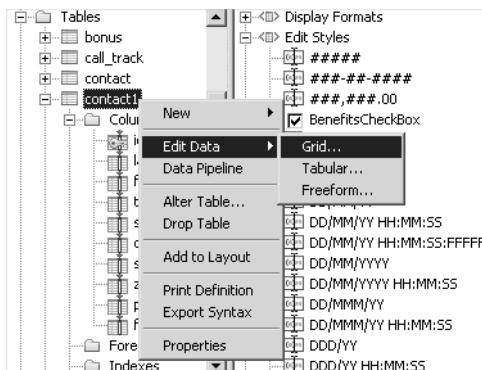 Tables
bonus
call_track
contact
contact1
Colu
Fore
Indexes
New
Edit Data
Data Pipeline
Alter Table...
Drop Table
Add to Layout
Print Definition
Export Syntax
Properties
Grid...
Tabular...
Freeform...
Display Formats
Edit Styles
#####
###-##-####
###,###.00
BenefitsCheckBox
DD/MM/YY HH:MM:SS
DD/MM/YY HH:MM:SS:FFFFF
DD/MM/YYYY
DD/MM/YYYY HH:MM:SS
DD/MMM/YY
DD/MMM/YY HH:MM:SS
DDD/YY
DDD/YY HH:MM:SS